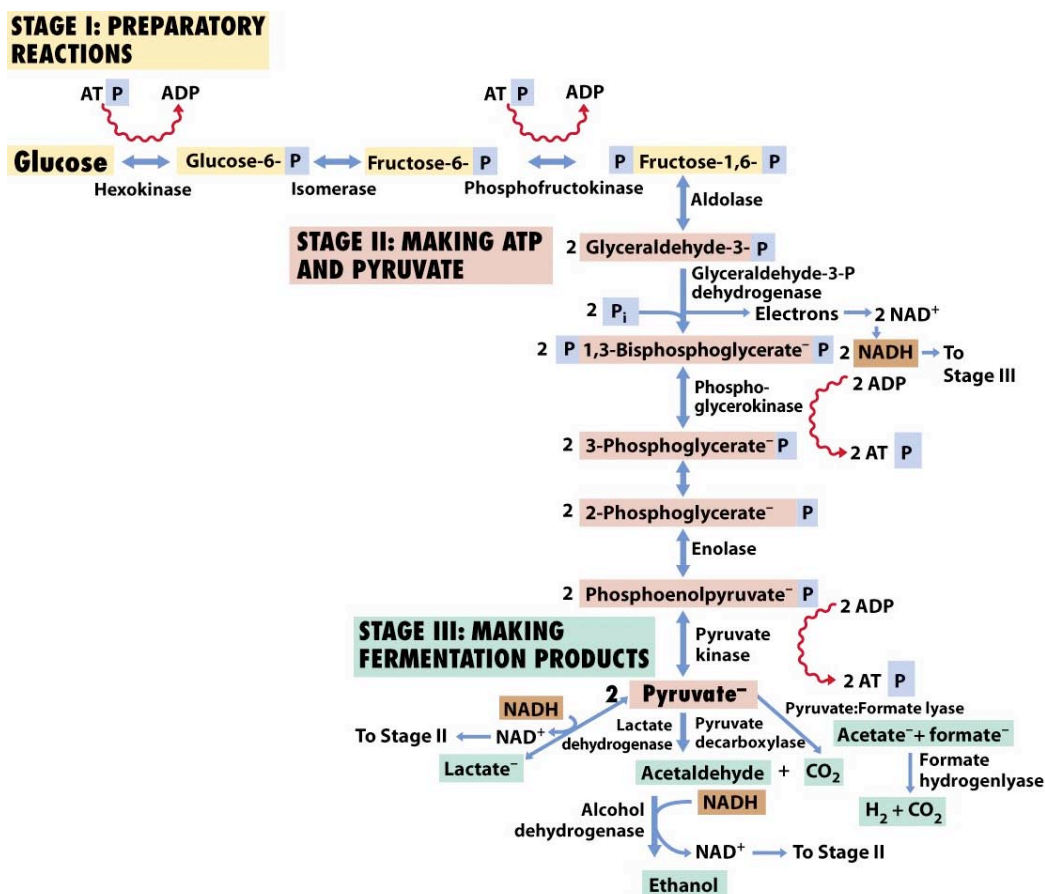 STAGE I: PREPARATORY
REACTIONS
ATP ADP
ATP ADP
Glucose Glucose-6-P Fructose-6-P P Fructose-1,6-P
Hexokinase Isomerase Phosphofructokinase
Aldolase
STAGE II: MAKING ATP
AND PYRUVATE
2 Glyceraldehyde-3-P
Glyceraldehyde-3-P
dehydrogenase
2 Pi Electrons 2 NAD⁺
2 P 1,3-Bisphosphoglycerate⁻ P 2 NADH To
Stage III
Phospho-
glycerokinase
2 ADP
2 ATP
2 3-Phosphoglycerate⁻ P
2 2-Phosphoglycerate⁻ P
Enolase
2 Phosphoenolpyruvate⁻ P
2 ADP
STAGE III: MAKING
FERMENTATION PRODUCTS
Pyruvate
kinase
2 ATP
2 Pyruvate⁻
Pyruvate:Formate lyase
NADH
To Stage II NAD⁺
Lactate
dehydrogenase
Pyruvate
decarboxylase
Acetate⁻ + formate⁻
Lactate⁻
Acetaldehyde + CO₂
Formate
hydrogenlyase
Alcohol
dehydrogenase
NADH
H₂ + CO₂
NAD⁺ To Stage II
Ethanol